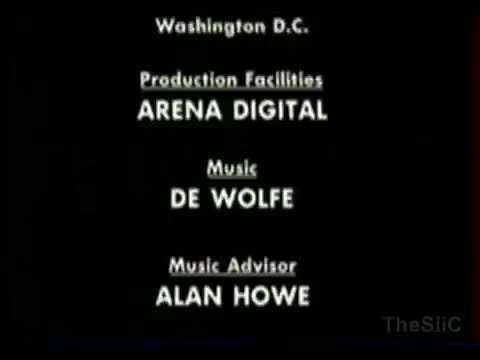 Washington D.C.
Production Facilities
ARENA DIGITAL
Music
DE WOLFE
Music Advisor
ALAN HOWE
TheSiiC